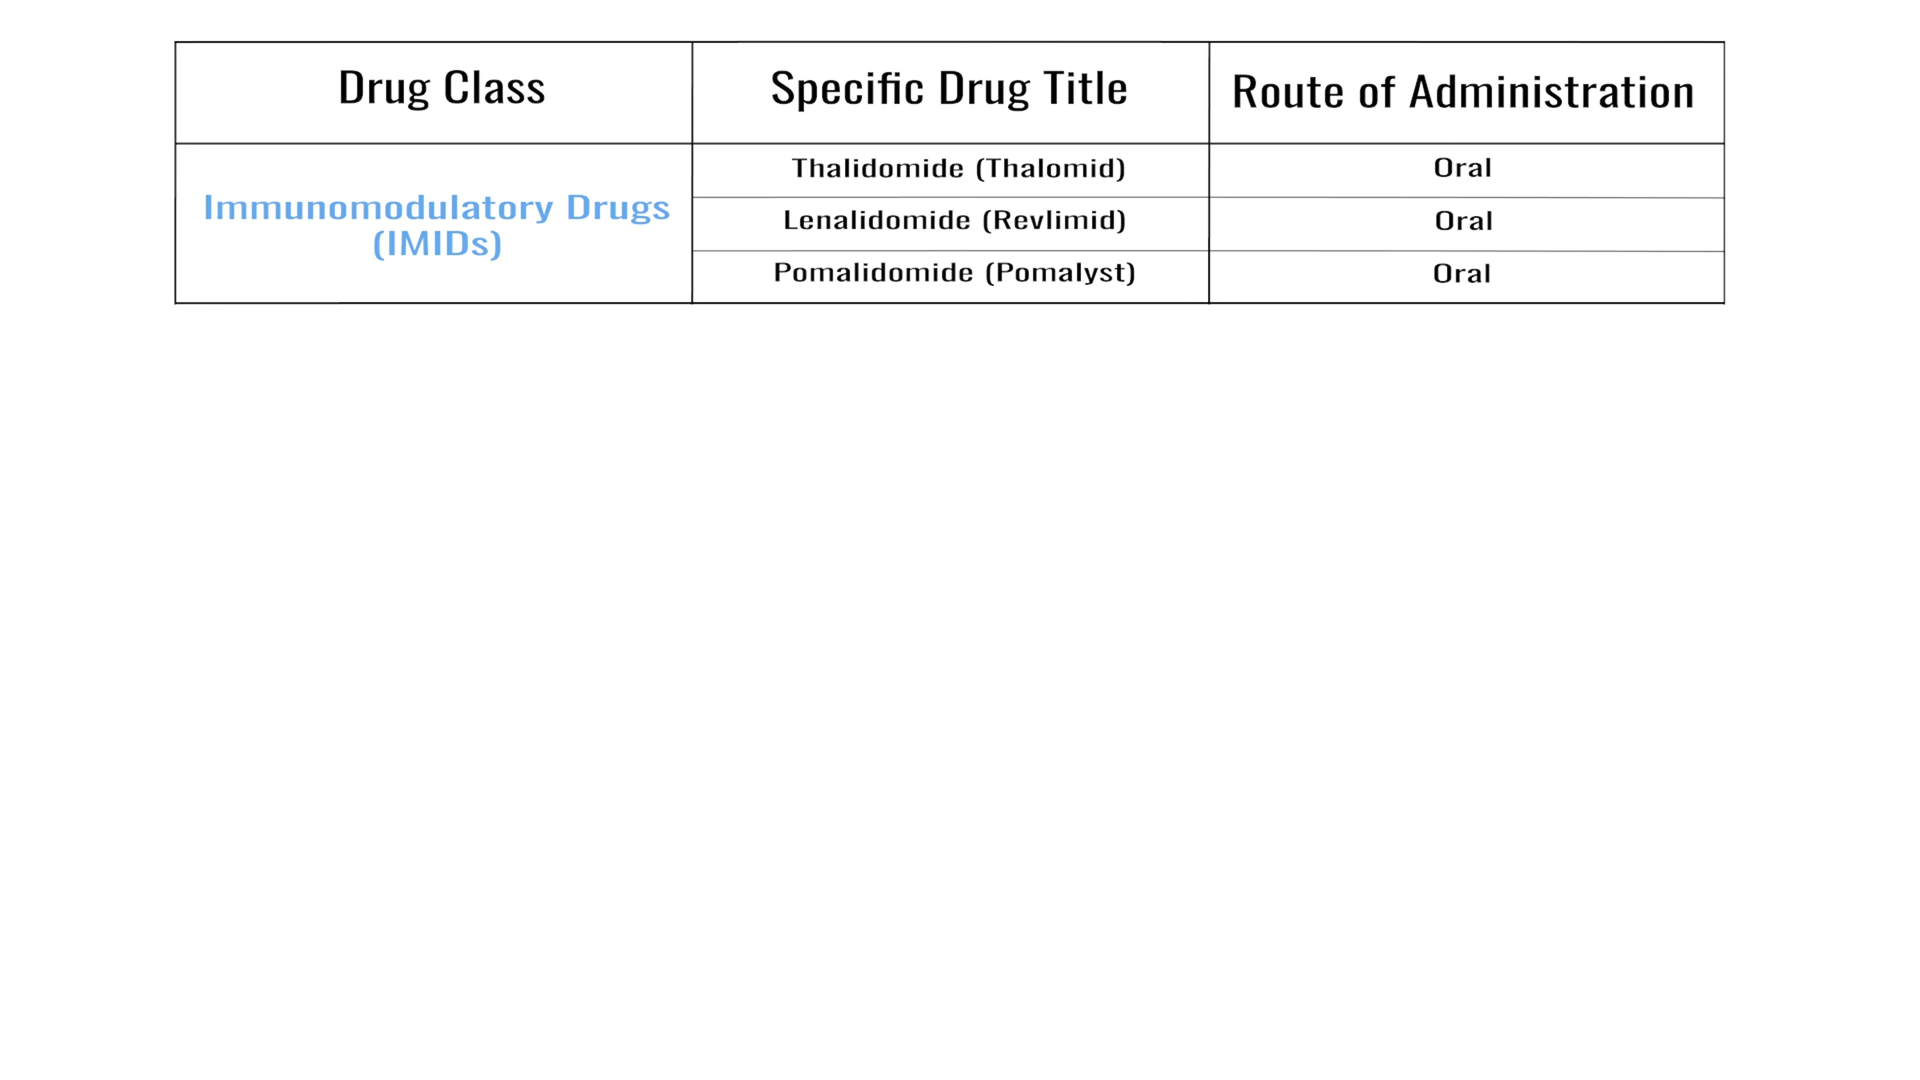 Drug Class
Specific Drug Title
Route of Administration
Immunomodulatory Drugs
(IMIDs)
Thalidomide (Thalomid)
Oral
Lenalidomide (Revlimid)
Oral
Pomalidomide (Pomalyst)
Oral